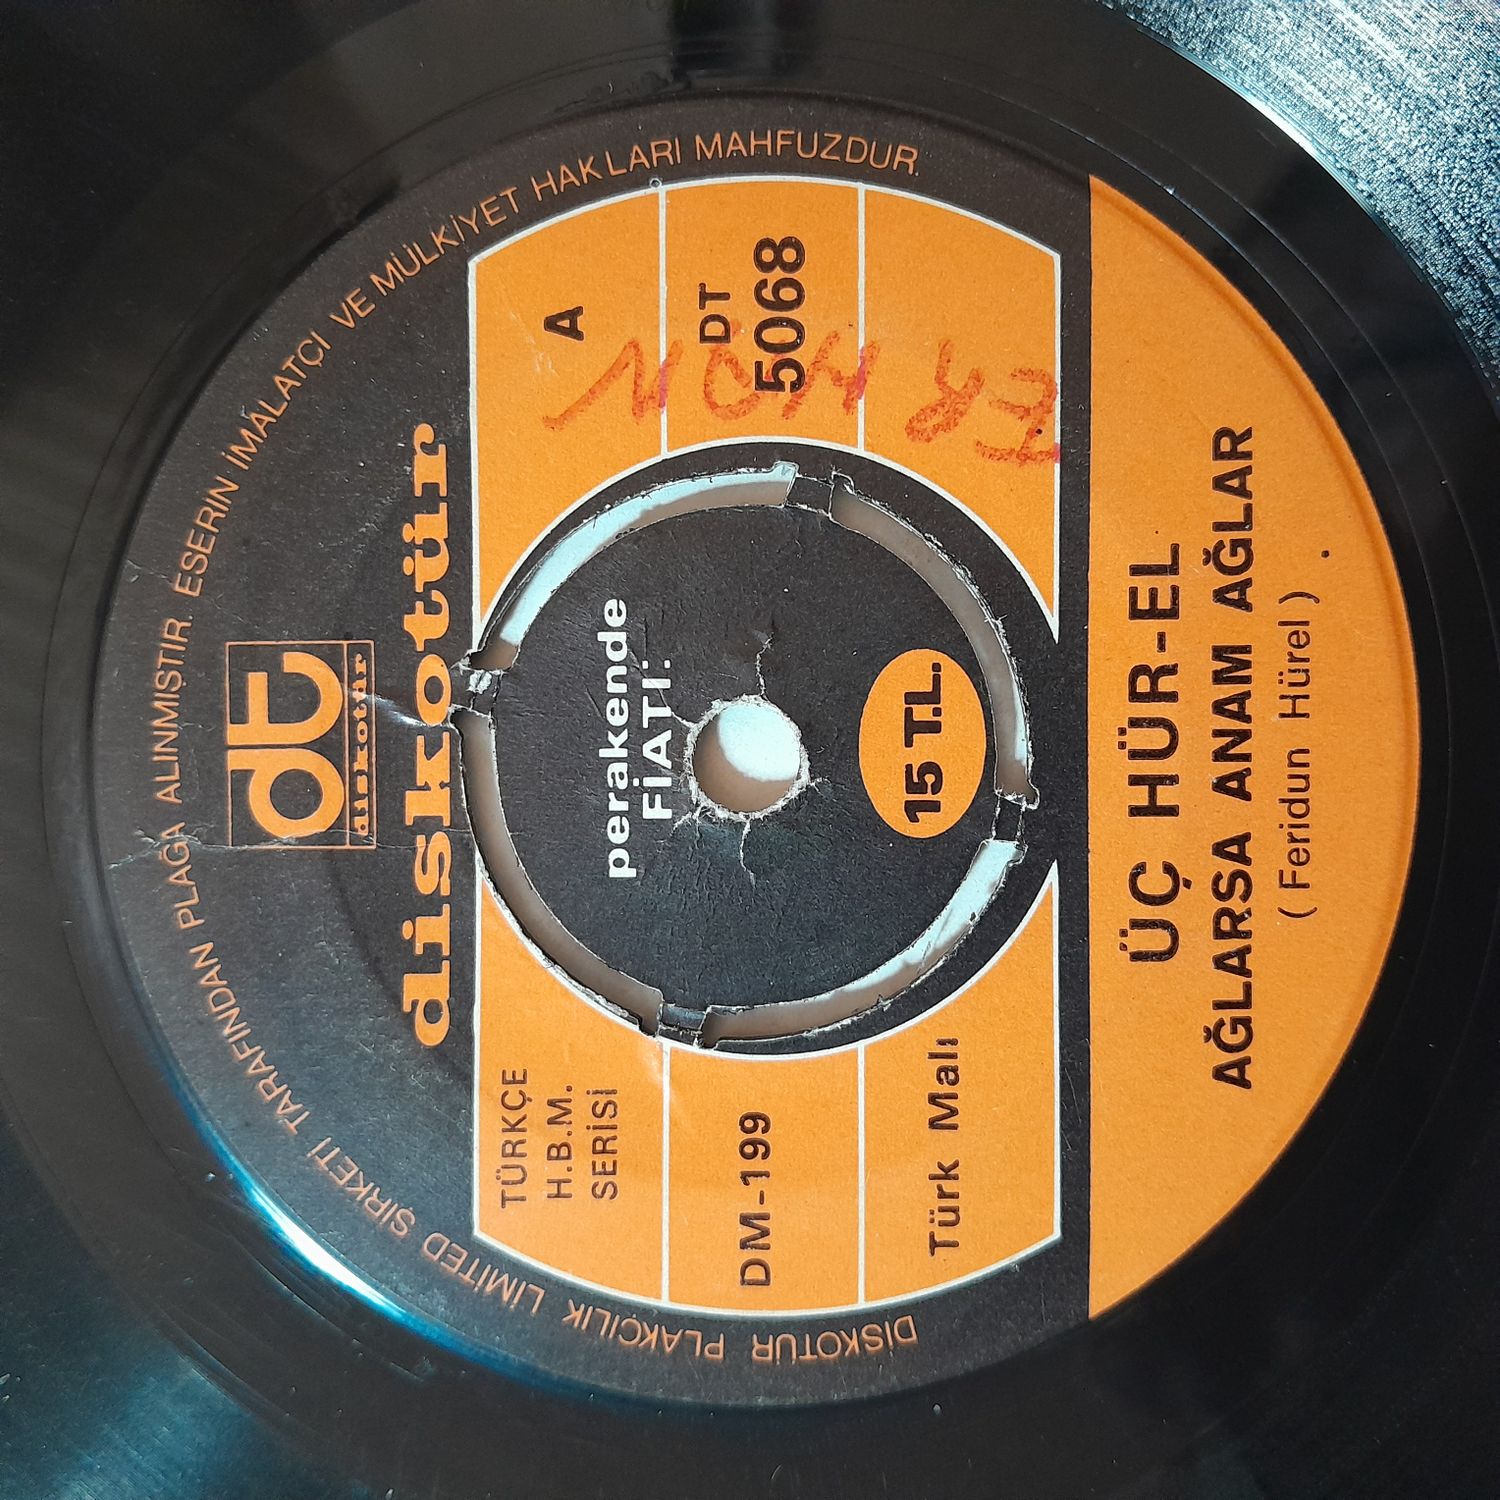 DİSKOTÜR PLAKÇILIK LİMİTED ŞİRKETİ TARAFINDAN PLAĞA ALINMIŞTIR. ESERİN İMALATÇI VE MÜLKİYET HAKLARI MAHFUZDUR.
dt
diskotür
diskotür
TÜRKÇE
H.B.M.
SERİSİ
A
perakende
FİATI:
DM-199
DT
5068
15 T.L.
Türk Malı
ÜÇ HÜR-EL
AĞLARSA ANAM AĞLAR
(Feridun Hürel)